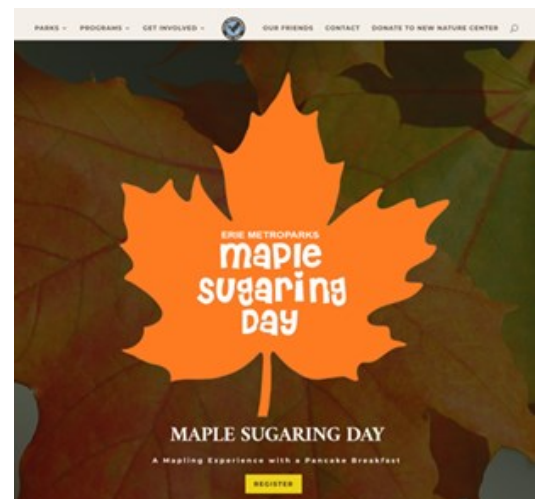 PARKS PROGRAMS GET INVOLVED OUR FRIENDS CONTACT DONATE TO NEW NATURE CENTER
ERIE METROPARKS
maple
sugaring
Day
MAPLE SUGARING DAY
A Mapling Experience with a Pancake Breakfast
REGISTER